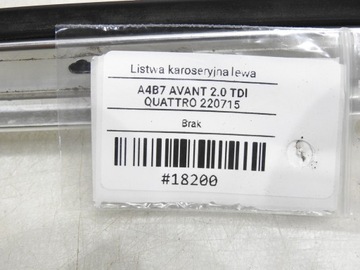 Listwa karoseryjna lewa
A4B7 AVANT 2.0 TDI
QUATTRO 220715
Brak
#18200